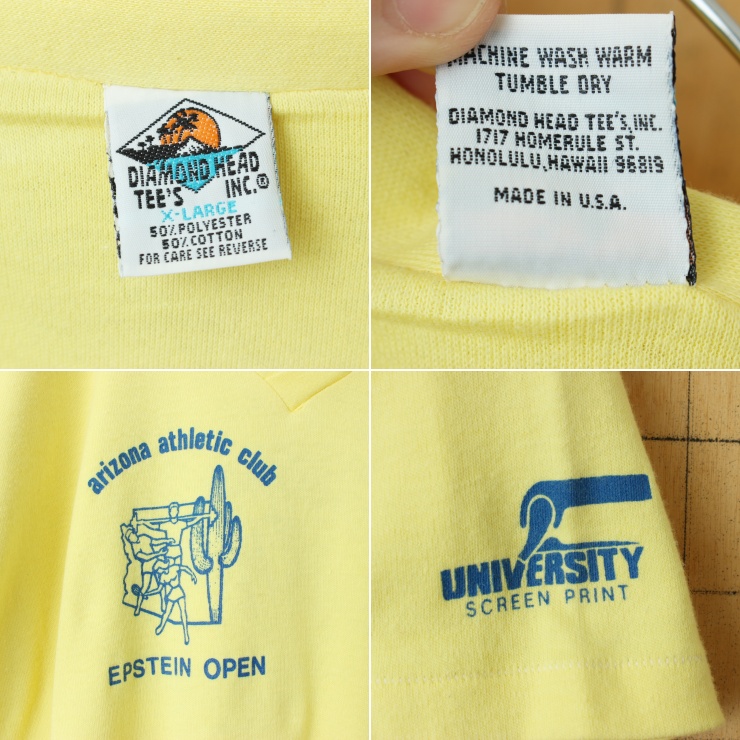 DIAMOND HEAD
TEE'S INC.®
X-LARGE
50% POLYESTER
50% COTTON
FOR CARE SEE REVERSE
MACHINE WASH WARM
TUMBLE DRY
DIAMOND HEAD TEE'S, INC.
1717 HOMERULE ST.
HONOLULU, HAWAII 96819
MADE IN U.S.A.
arizona athletic club
EPSTEIN OPEN
UNIVERSITY
SCREEN PRINT